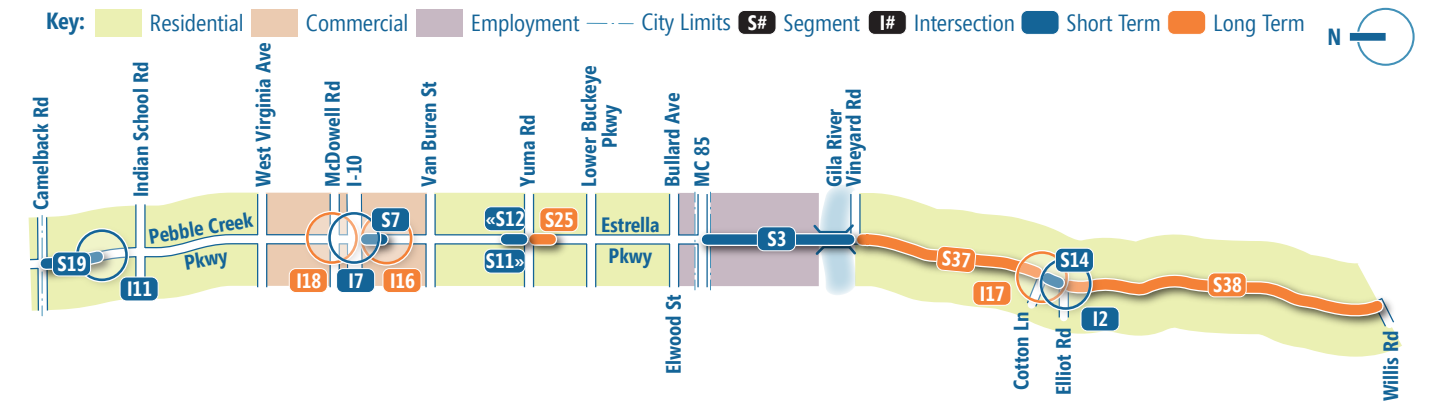 Key: Residential Commercial Employment City Limits S# Segment I# Intersection Short Term Long Term
N
Camelback Rd
Indian School Rd
West Virginia Ave
McDowell Rd
I-10
Van Buren St
Yuma Rd
Lower Buckeye
Pkwy
Bullard Ave
MC 85
Gila River
Vineyard Rd
Pebble Creek
Pkwy
S7
«S12
S25
Estrella
S19
S11»
Pkwy
S3
S37
S14
S38
I11
I18
I7
I16
I17
I2
Elwood St
Cotton Ln
Elliot Rd
Willis Rd